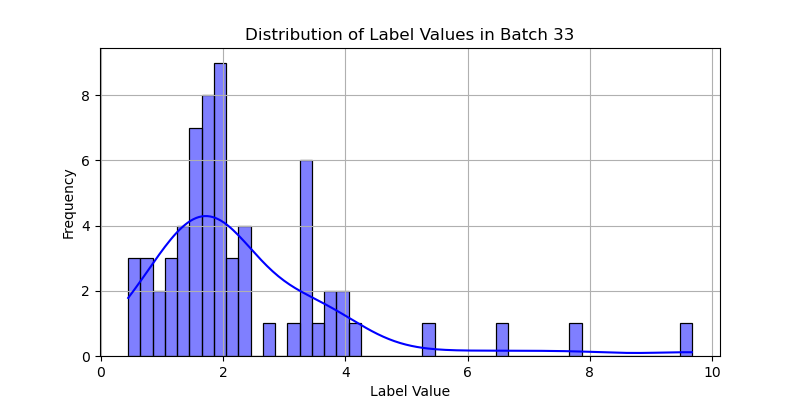 Distribution of Label Values in Batch 33
Frequency
8
6
4
2
0
0 2 4 6 8 10
Label Value